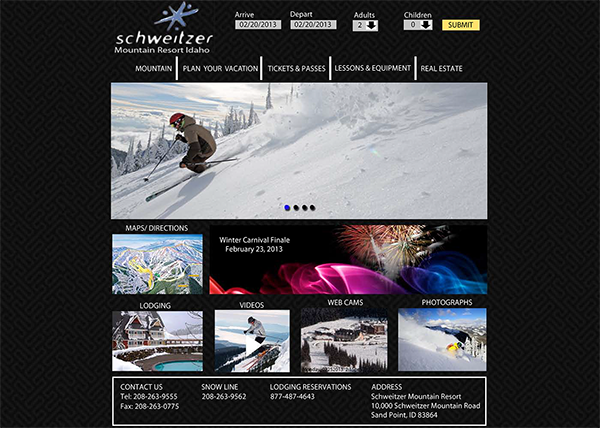 schweitzer
Mountain Resort Idaho
Arrive
02/20/2013
Depart
02/20/2013
Adults
2
Children
0
SUBMIT
MOUNTAIN
PLAN YOUR VACATION
TICKETS & PASSES
LESSONS & EQUIPMENT
REAL ESTATE
MAPS/ DIRECTIONS
Winter Carnival Finale
February 23, 2013
LODGING
VIDEOS
WEB CAMS
PHOTOGRAPHS
CONTACT US
Tel: 208-263-9555
Fax: 208-263-0775
SNOW LINE
208-263-9562
LODGING RESERVATIONS
877-487-4643
ADDRESS
Schweitzer Mountain Resort
10,000 Schweitzer Mountain Road
Sand Point, ID 83864